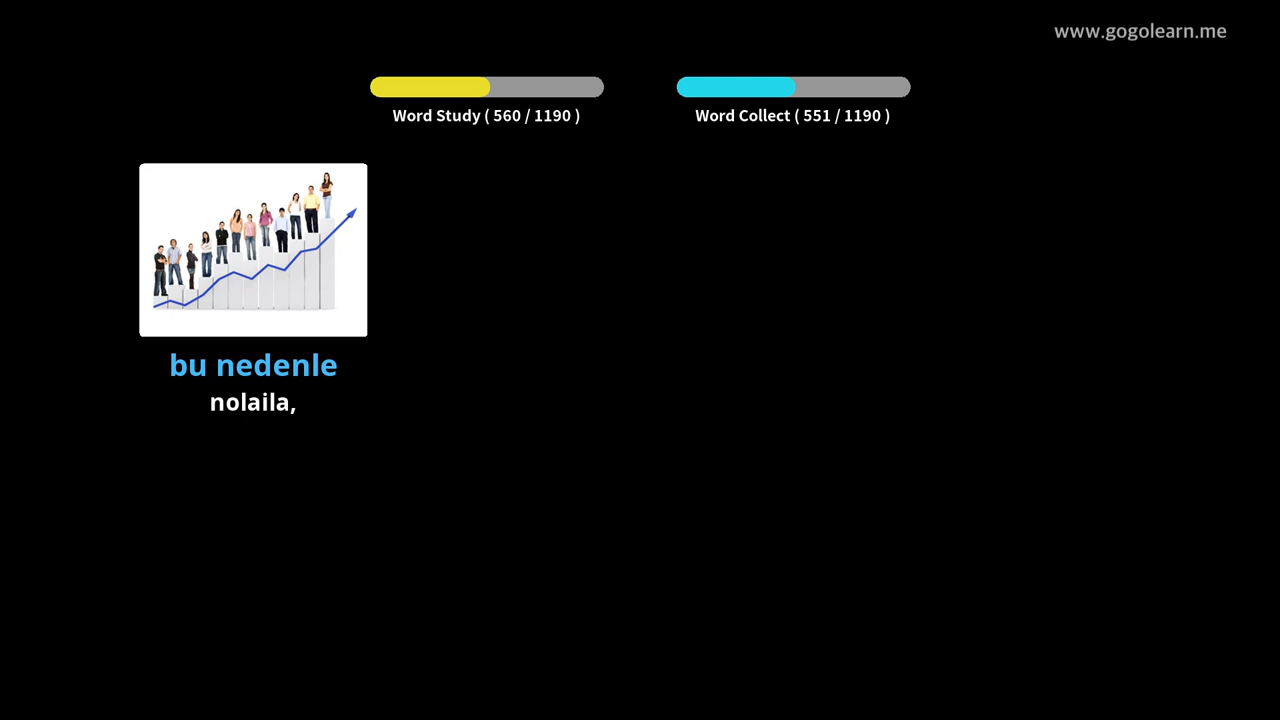 www.gogolearn.me
Word Study ( 560 / 1190 )
Word Collect ( 551 / 1190 )
bu nedenle
nolaila,